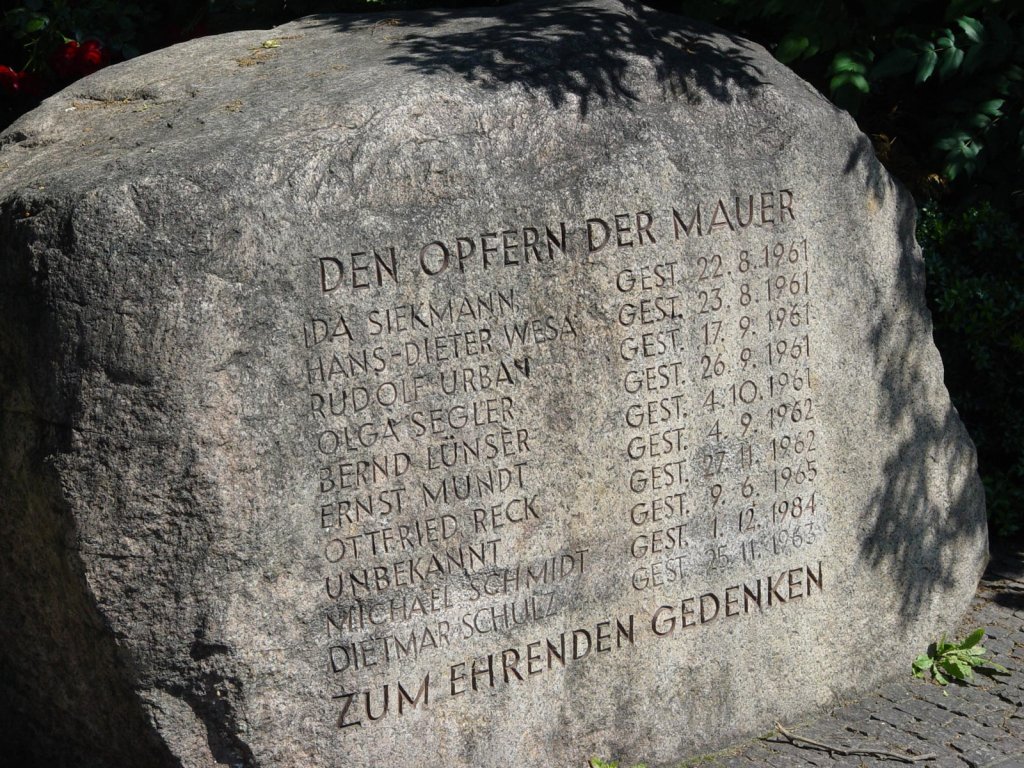 DEN OPFERN DER MAUER
IDA SIEKMANN GEST. 22.8.1961
HANS-DIETER WESA GEST. 23.8.1961
RUDOLF URBAN GEST. 17.9.1961
OLGA SEGLER GEST. 26.9.1961
BERND LÜNSER GEST. 4.10.1961
ERNST MUNDT GEST. 4.9.1962
OTTFRIED RECK GEST. 27.11.1962
UNBEKANNT GEST. 9.6.1965
MICHAEL SCHMIDT GEST. 1.12.1984
DIETMAR SCHULZ GEST. 25.11.1963
ZUM EHRENDEN GEDENKEN